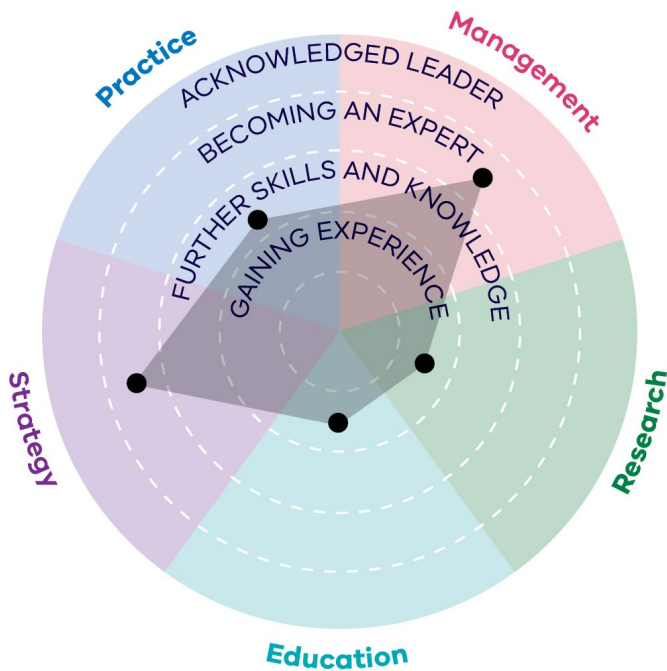 Practice
Management
ACKNOWLEDGED LEADER
BECOMING AN EXPERT
FURTHER SKILLS AND KNOWLEDGE
GAINING EXPERIENCE
Strategy
Research
Education